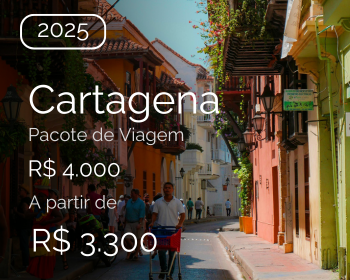 2025
Cartagena
Pacote de Viagem
R$ 4.000
A partir de
R$ 3.300